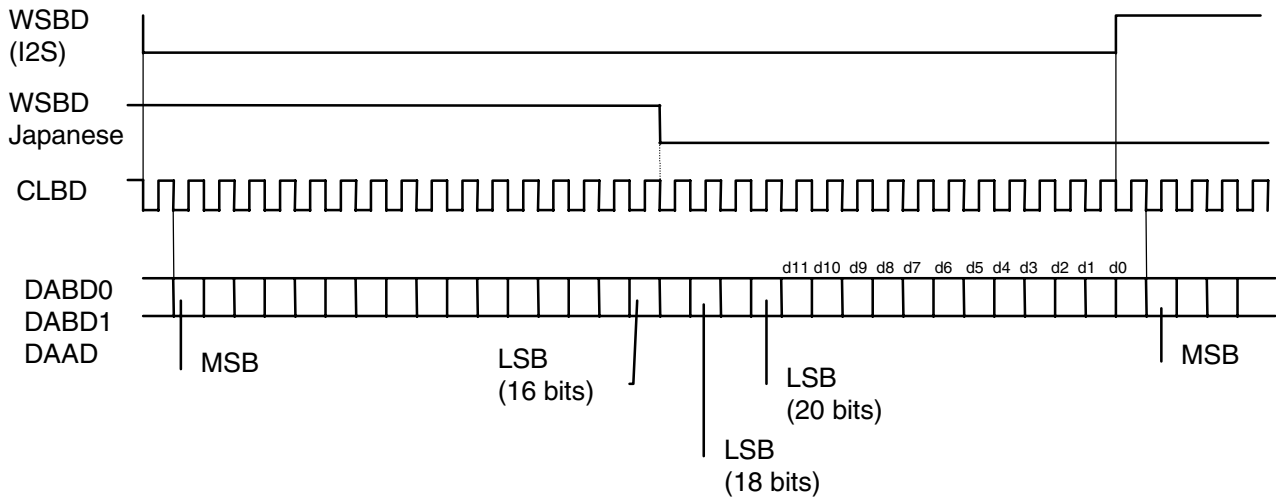 WSBD
(I2S)
WSBD
Japanese
CLBD
d11 d10 d9 d8 d7 d6 d5 d4 d3 d2 d1 d0
DABD0
DABD1
DAAD
MSB
LSB
(16 bits)
LSB
(18 bits)
LSB
(20 bits)
MSB